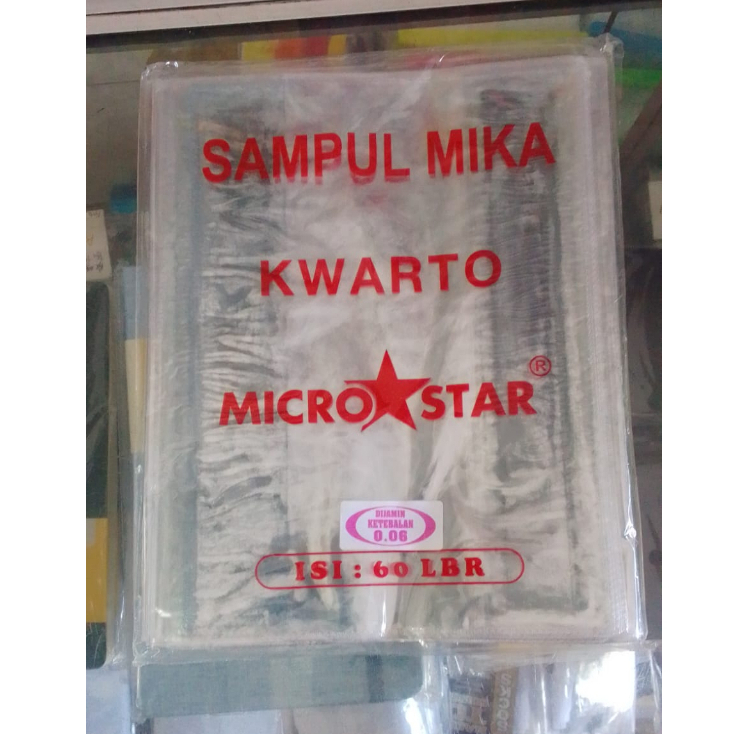 SAMPUL MIKA
KWARTO
MICRO STAR ®
DIJAMIN
KETEBALAN
0.06
ISI : 60 LBR